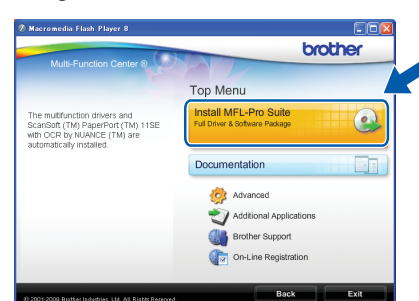 Macromedia Flash Player 8
brother
Multi-Function Center ®
Top Menu
Install MFL-Pro Suite
Full Driver & Software Package
The multifunction drivers and
ScanSoft (TM) PaperPort (TM) 11SE
with OCR by NUANCE (TM) are
automatically installed.
Documentation
Advanced
Additional Applications
Brother Support
On-Line Registration
© 2001-2009 Brother Industries, Ltd. All Rights Reserved.
Back
Exit